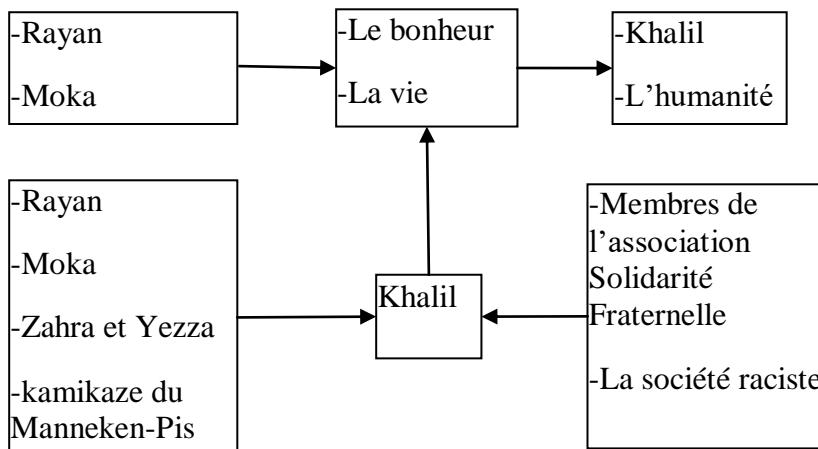 -Rayan
-Moka
-Le bonheur
-La vie
-Khalil
-L’humanité
-Rayan
-Moka
-Zahra et Yezza
-kamikaze du
Manneken-Pis
Khalil
-Membres de
l’association
Solidarité
Fraternelle
-La société raciste